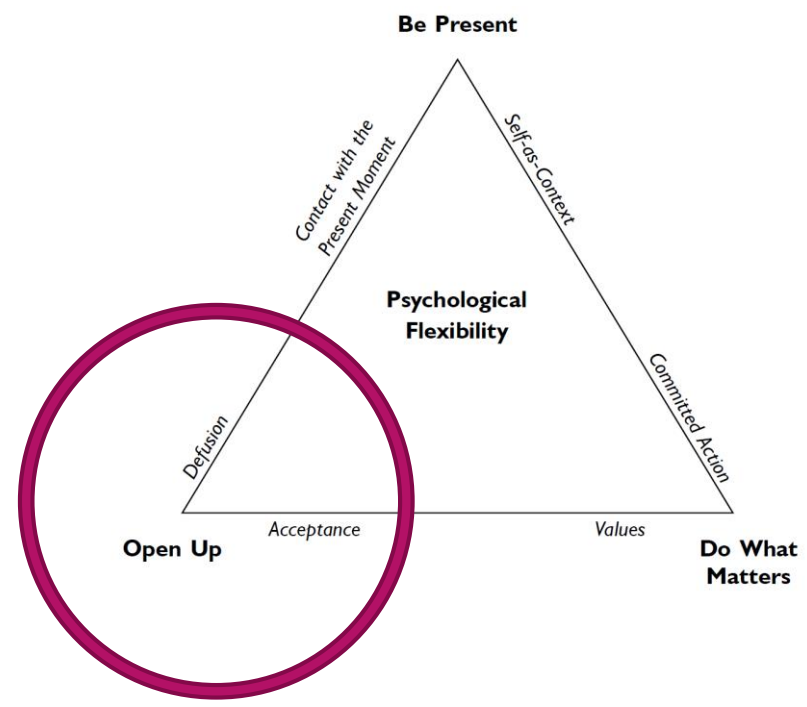 Be Present
Contact with the
Present Moment
Self-as-Context
Psychological
Flexibility
Defusion
Committed Action
Acceptance
Values
Open Up
Do What
Matters